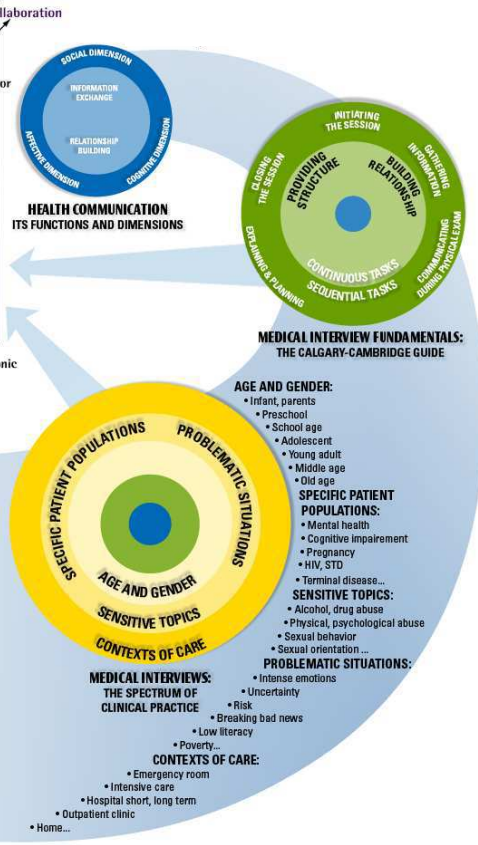 llaboration
or
SOCIAL DIMENSION
INFORMATION
EXCHANGE
RELATIONSHIP
BUILDING
AFFECTIVE DIMENSION
COGNITIVE DIMENSION
HEALTH COMMUNICATION
ITS FUNCTIONS AND DIMENSIONS
INITIATING
THE SESSION
GATHERING
INFORMATION
CLOSING
THE SESSION
PROVIDING
STRUCTURE
BUILDING
RELATIONSHIP
COMMUNICATING
DURING PHYSICAL EXAM
EXPLAINING & PLANNING
CONTINUOUS TASKS
SEQUENTIAL TASKS
MEDICAL INTERVIEW FUNDAMENTALS:
THE CALGARY-CAMBRIDGE GUIDE
nic
SPECIFIC PATIENT POPULATIONS
PROBLEMATIC SITUATIONS
AGE AND GENDER
SENSITIVE TOPICS
CONTEXTS OF CARE
MEDICAL INTERVIEWS:
THE SPECTRUM OF
CLINICAL PRACTICE
AGE AND GENDER:
• Infant, parents
• Preschool
• School age
• Adolescent
• Young adult
• Middle age
• Old age
SPECIFIC PATIENT
POPULATIONS:
• Mental health
• Cognitive impairement
• Pregnancy
• HIV, STD
• Terminal disease...
SENSITIVE TOPICS:
• Alcohol, drug abuse
• Physical, psychological abuse
• Sexual behavior
• Sexual orientation ...
PROBLEMATIC SITUATIONS:
• Intense emotions
• Uncertainty
• Risk
• Breaking bad news
• Low literacy
• Poverty...
CONTEXTS OF CARE:
• Emergency room
• Intensive care
• Hospital short, long term
• Outpatient clinic
• Home...